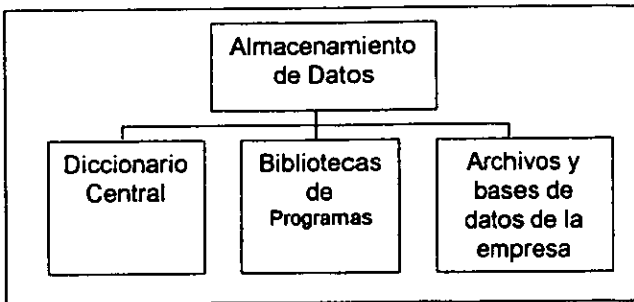 Almacenamiento
de Datos
Diccionario
Central
Bibliotecas
de
Programas
Archivos y
bases de
datos de la
empresa